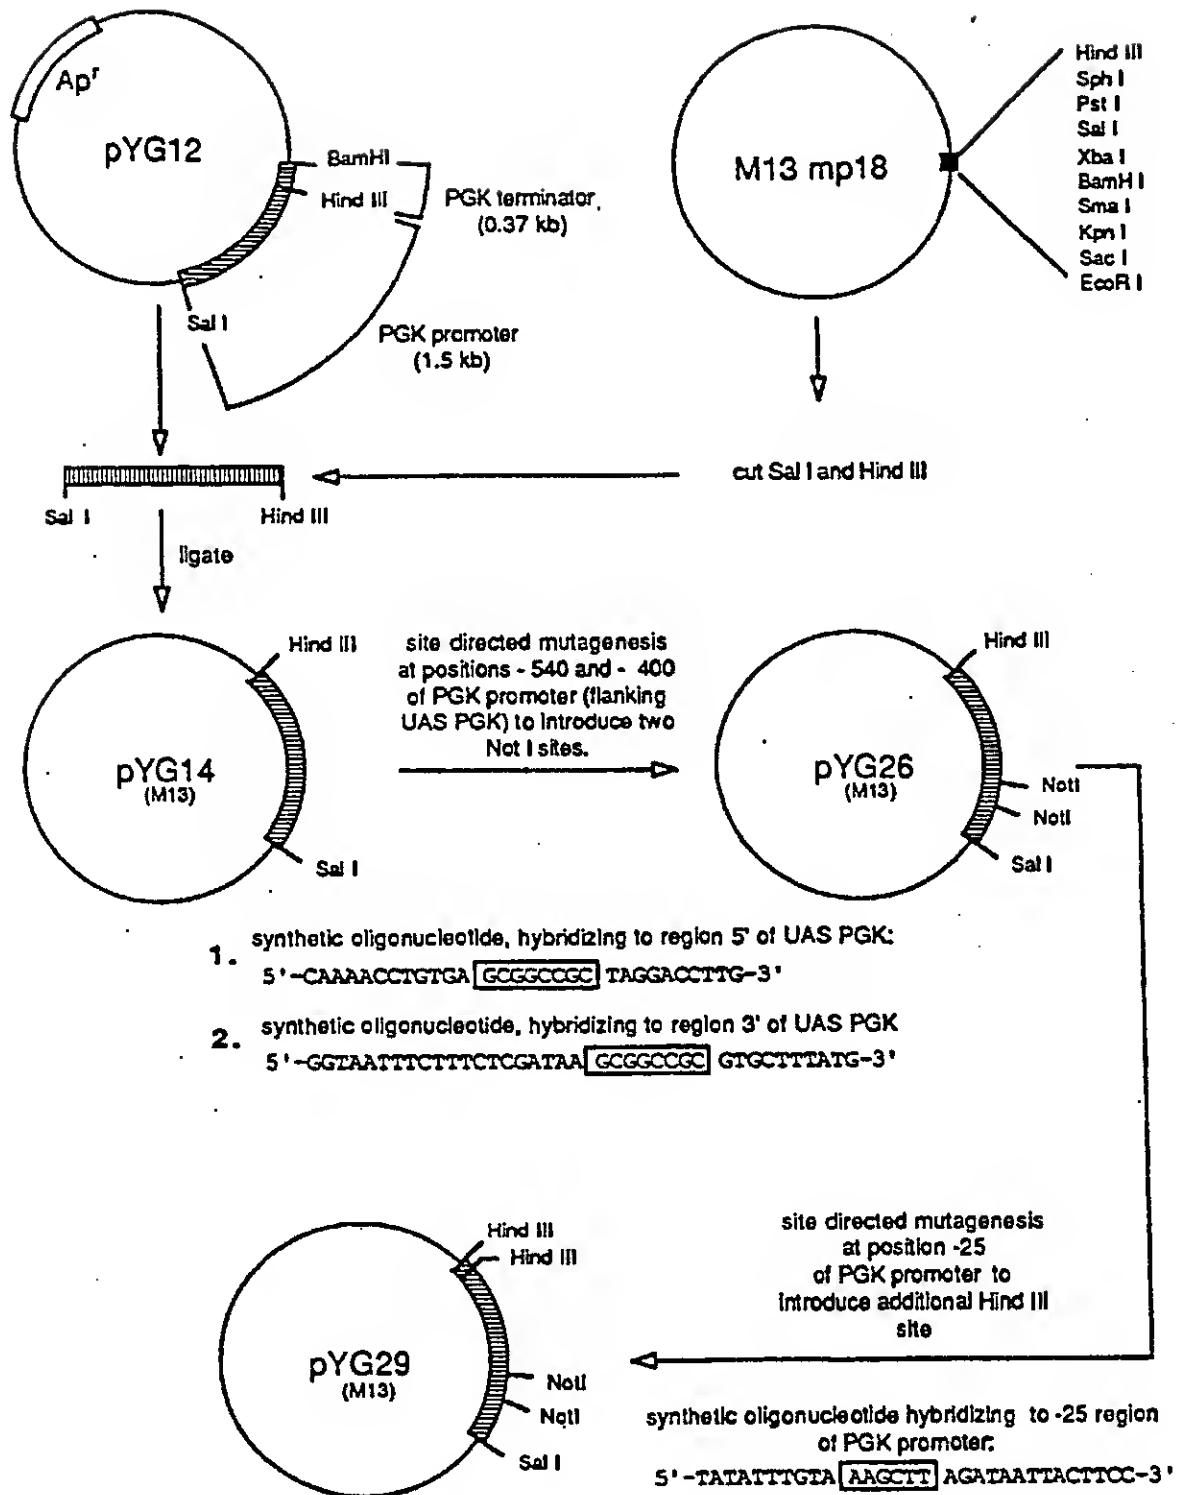 Apʳ
pYG12
BamHI
Hind III
PGK terminator,
(0.37 kb)
Sal I
PGK promoter
(1.5 kb)
M13 mp18
Hind III
Sph I
Pst I
Sal I
Xba I
BamH I
Sma I
Kpn I
Sac I
EcoR I
cut Sal I and Hind III
Sal I
Hind III
ligate
Hind III
pYG14
(M13)
Sal I
site directed mutagenesis
at positions - 540 and - 400
of PGK promoter (flanking
UAS PGK) to introduce two
Not I sites.
Hind III
pYG26
(M13)
NotI
NotI
Sal I
1. synthetic oligonucleotide, hybridizing to region 5' of UAS PGK:
5'-CAAAACCTGTGA GCGGCCGC TAGGACCTTG-3'
2. synthetic oligonucleotide, hybridizing to region 3' of UAS PGK
5'-GGTAATTTCTTTCTCGATAA GCGGCCGC GTGCTTTATG-3'
site directed mutagenesis
at position -25
of PGK promoter to
introduce additional Hind III
site
Hind III
Hind III
pYG29
(M13)
NotI
NotI
Sal I
synthetic oligonucleotide hybridizing to -25 region
of PGK promoter:
5'-TATATTTGTA AAGCTT AGATAATTACTTCC-3'